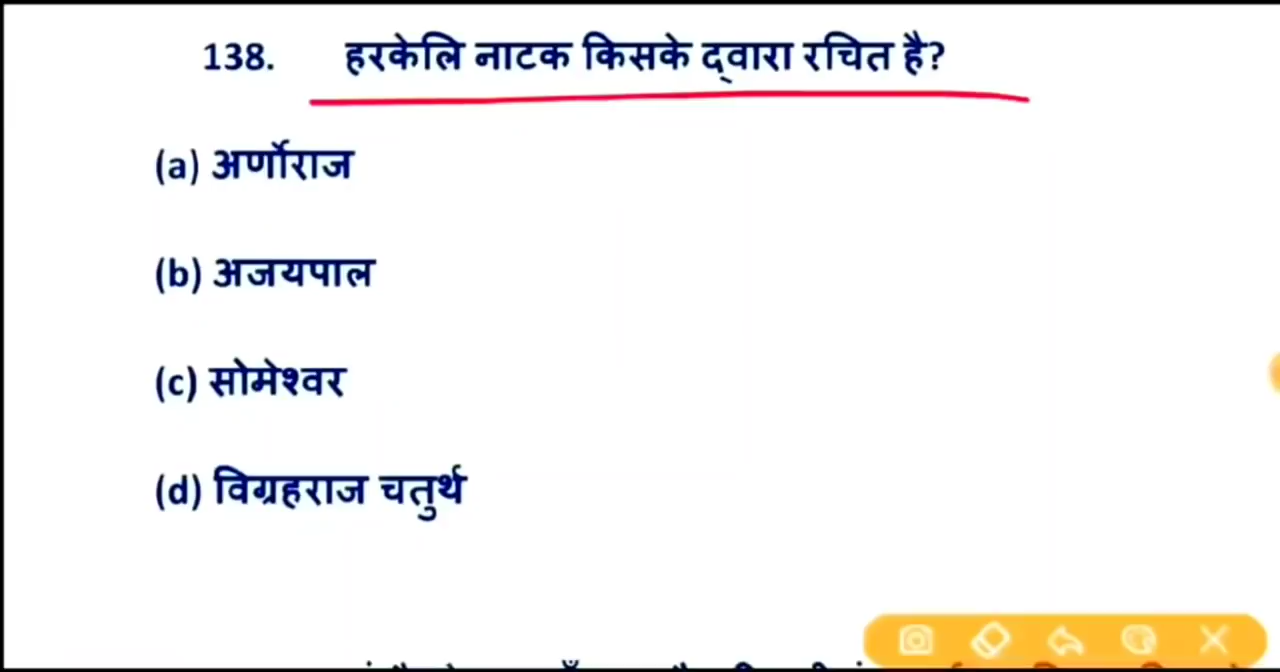 138. हरकेलि नाटक किसके द्वारा रचित है?
(a) अर्णोराज
(b) अजयपाल
(c) सोमेश्वर
(d) विग्रहराज चतुर्थ